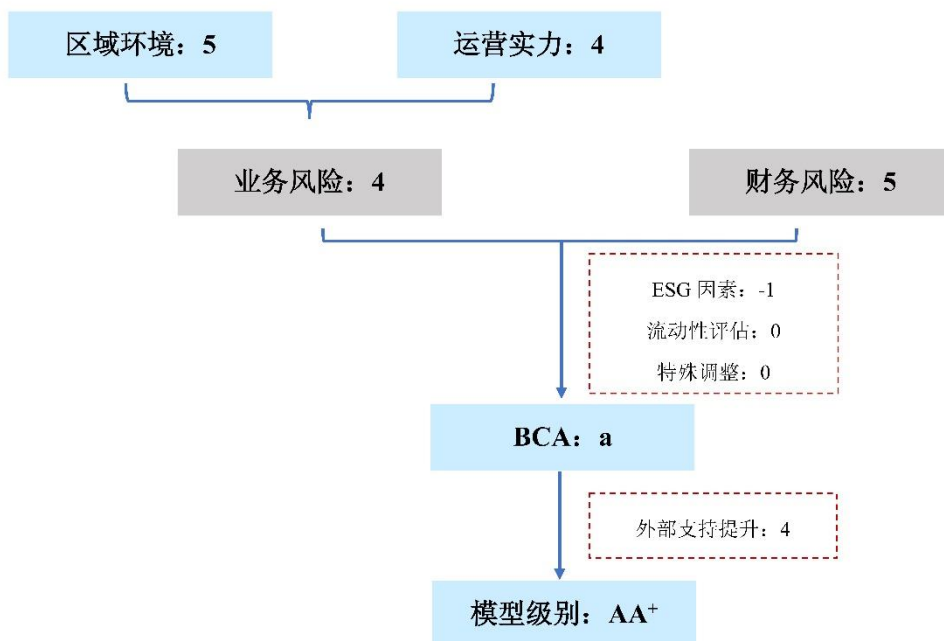 区域环境：5
运营实力：4
业务风险：4
财务风险：5
ESG 因素：-1
流动性评估：0
特殊调整：0
BCA：a
外部支持提升：4
模型级别：AA⁺